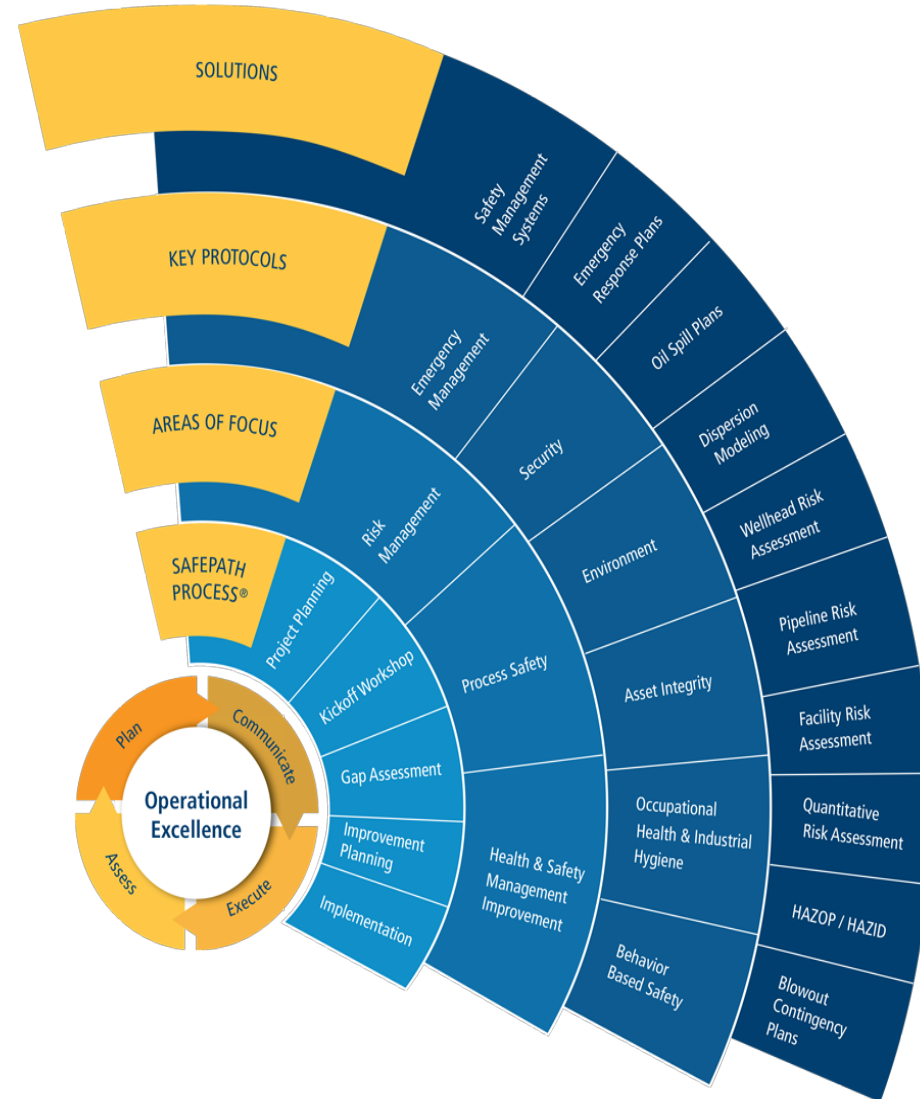 SOLUTIONS
Safety
Management
Systems
Emergency
Response Plans
Oil Spill Plans
Dispersion
Modeling
Wellhead Risk
Assessment
Pipeline Risk
Assessment
Facility Risk
Assessment
Quantitative
Risk Assessment
HAZOP / HAZID
Blowout
Contingency
Plans
KEY PROTOCOLS
Emergency
Management
Security
Environment
Asset Integrity
Occupational
Health & Industrial
Hygiene
Behavior
Based Safety
AREAS OF FOCUS
Risk
Management
Process Safety
Health & Safety
Management
Improvement
SAFEPATH
PROCESS®
Project Planning
Kickoff Workshop
Gap Assessment
Improvement
Planning
Implementation
Plan
Communicate
Execute
Assess
Operational
Excellence